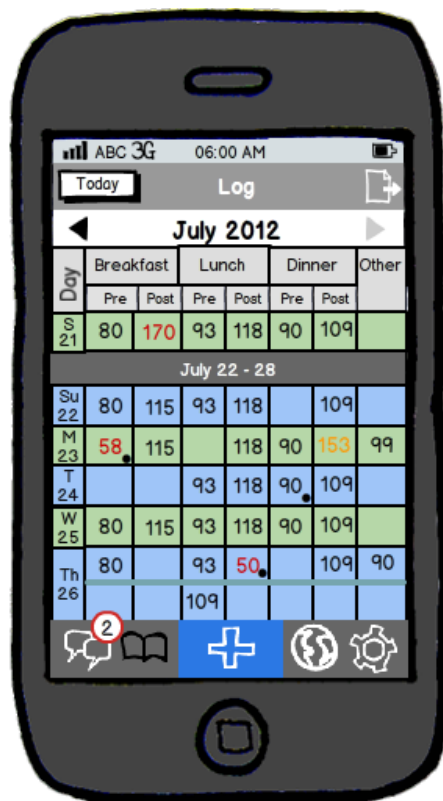 ABC 3G 06:00 AM
Today Log
July 2012
Day Breakfast Lunch Dinner Other
Pre Post Pre Post Pre Post
S 21 80 170 93 118 90 109
July 22 - 28
Su 22 80 115 93 118 109
M 23 58 115 118 90 153 99
T 24 93 118 90 109
W 25 80 115 93 118 90 109
Th 26 80 93 50 109 90
109
2